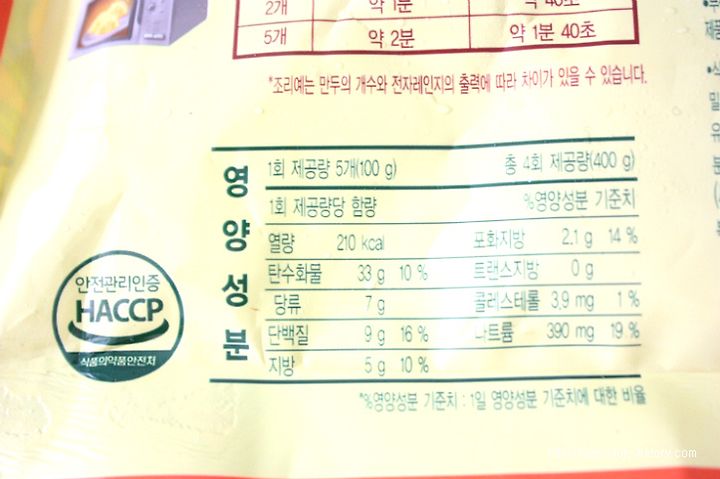 2개 약 1분 약 40초
5개 약 2분 약 1분 40초
*조리예는 만두의 개수와 전자레인지의 출력에 따라 차이가 있을 수 있습니다.
영양성분
1회 제공량 5개(100 g) 총 4회 제공량(400 g)
1회 제공량당 함량 %영양성분 기준치
열량 210 kcal 포화지방 2.1 g 14 %
탄수화물 33 g 10 % 트랜스지방 0 g
당류 7 g 콜레스테롤 3.9 mg 1 %
단백질 9 g 16 % 나트륨 390 mg 19 %
지방 5 g 10 %
*%영양성분 기준치 : 1일 영양성분 기준치에 대한 비율
안전관리인증
HACCP
식품의약품안전처